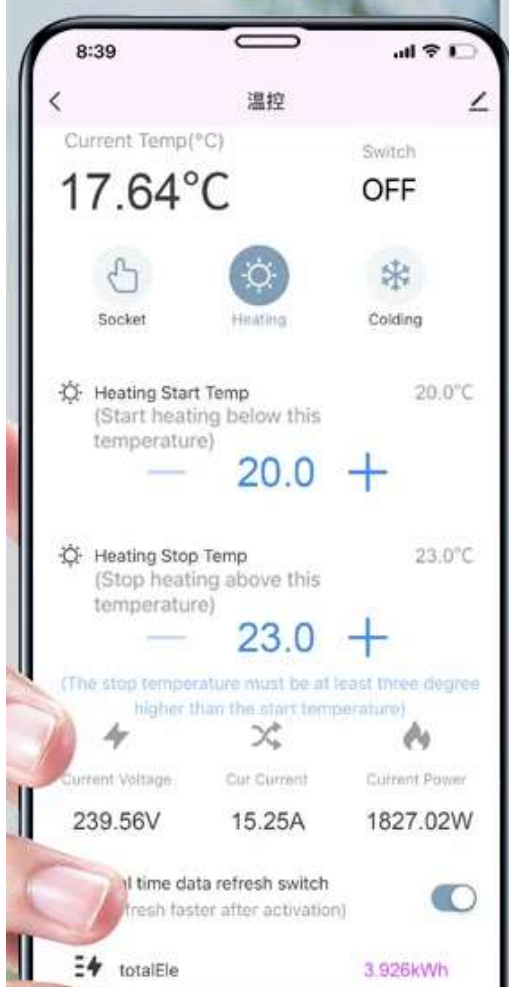 8:39
温控
Current Temp(°C)
Switch
17.64°C
OFF
Socket
Heating
Colding
Heating Start Temp
20.0°C
(Start heating below this
temperature)
— 20.0 +
Heating Stop Temp
23.0°C
(Stop heating above this
temperature)
— 23.0 +
(The stop temperature must be at least three degree
higher than the start temperature)
Current Voltage
Cur Current
Current Power
239.56V
15.25A
1827.02W
time data refresh switch
faster after activation)
totalEle
3.926kWh